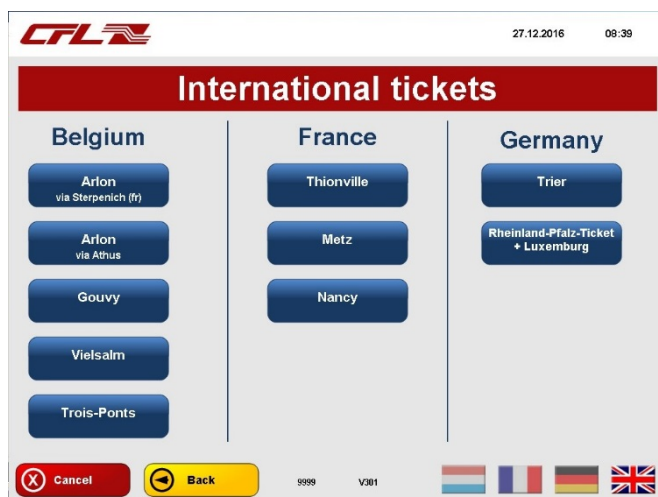 CFL
27.12.2016 08:39
International tickets
Belgium
Arlon
via Sterpenich (fr)
Arlon
via Athus
Gouvy
Vielsalm
Trois-Ponts
France
Thionville
Metz
Nancy
Germany
Trier
Rheinland-Pfalz-Ticket
+ Luxemburg
X Cancel
Back
9999 V381